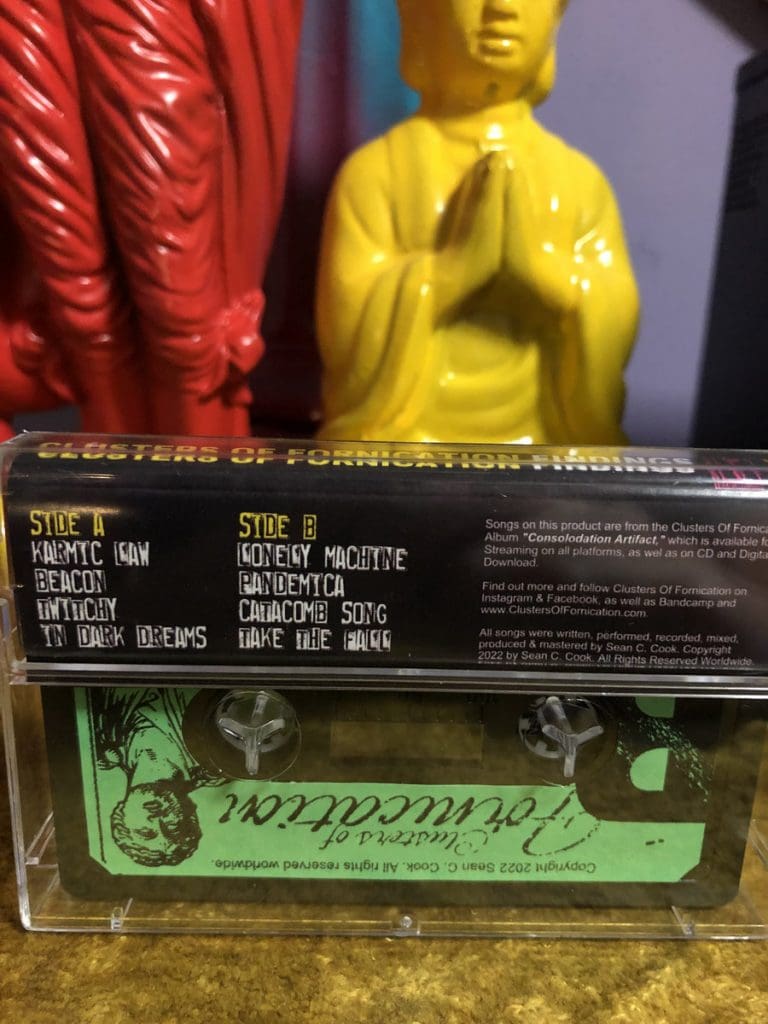 CLUSTERS OF FORNICATION FINDINGS
SIDE A
KARMIC LAW
BEACON
TWITCHY
IN DARK DREAMS
SIDE B
LONELY MACHINE
PANDEMICA
CATACOMB SONG
TAKE THE FALL
Songs on this product are from the Clusters Of
Album "Consolodation Artifact," which is available
Streaming on all platforms, as wel as on CD and
Download.
Find out more and follow Clusters Of Fornication on
Instagram & Facebook, as well as Bandcamp and
www.ClustersOfFornication.com.
All songs were written, performed, recorded, mixed,
produced & mastered by Sean C. Cook. Copyright
2022 by Sean C. Cook. All Rights Reserved Worldwide.
Clusters of
Fornication
Copyright 2022 Sean C. Cook. All rights reserved worldwide.